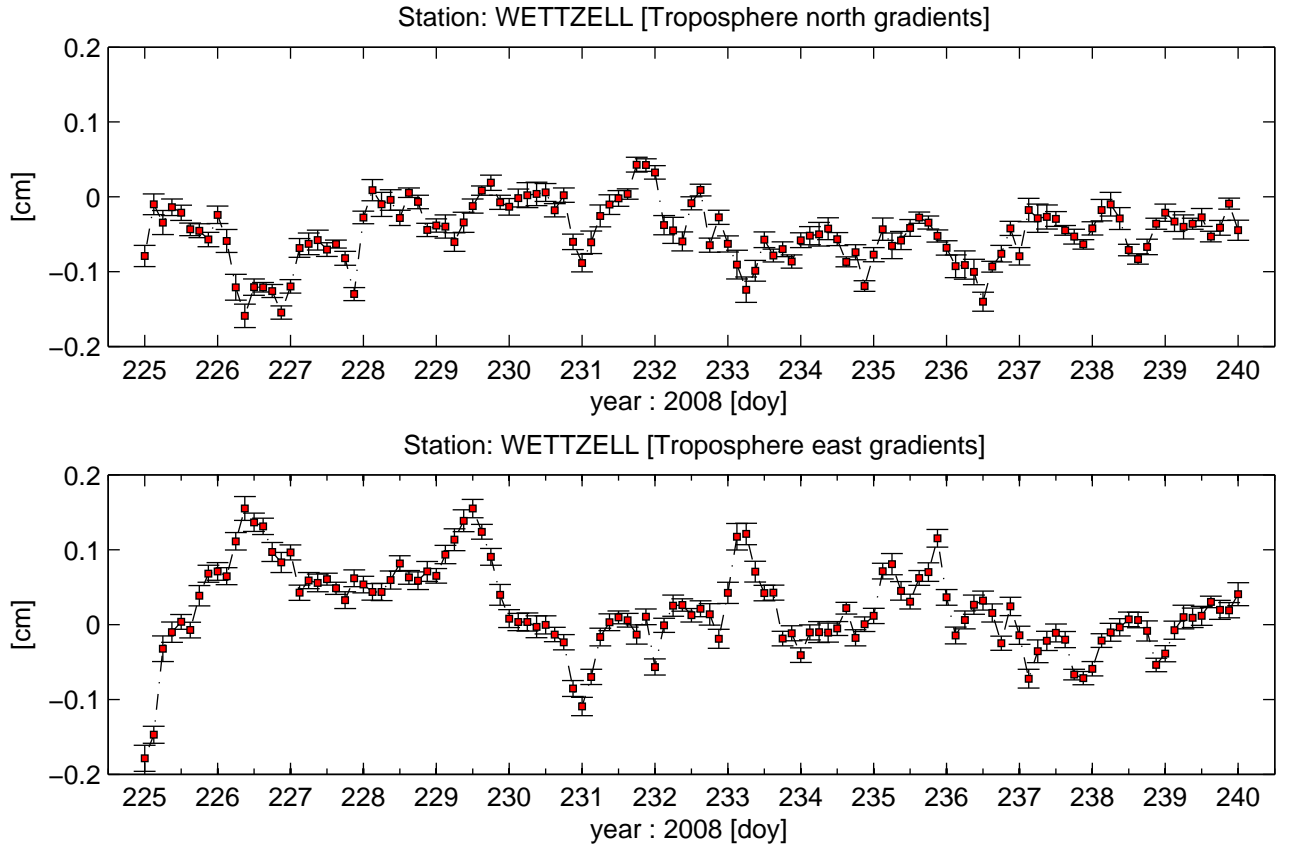 Station: WETTZELL [Troposphere north gradients]
0.2
0.1
0
−0.1
−0.2
[cm]
225 226 227 228 229 230 231 232 233 234 235 236 237 238 239 240
year : 2008 [doy]
Station: WETTZELL [Troposphere east gradients]
0.2
0.1
0
−0.1
−0.2
[cm]
225 226 227 228 229 230 231 232 233 234 235 236 237 238 239 240
year : 2008 [doy]